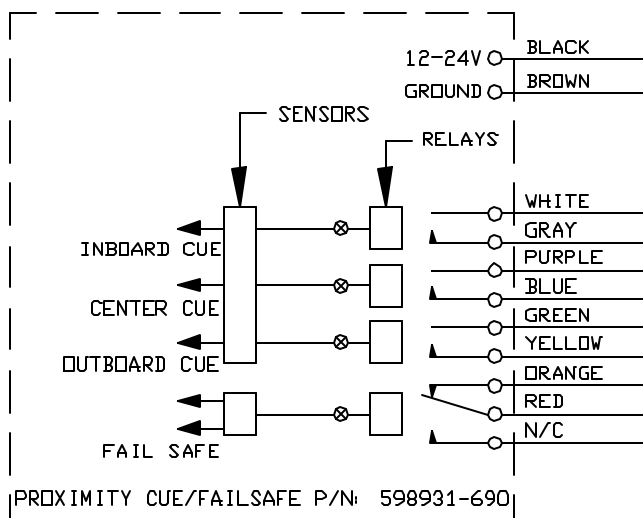 12-24V
BLACK
GROUND
BROWN
SENSORS
RELAYS
WHITE
INBOARD CUE
GRAY
PURPLE
CENTER CUE
BLUE
GREEN
OUTBOARD CUE
YELLOW
ORANGE
RED
FAIL SAFE
N/C
PROXIMITY CUE/FAILSAFE P/N: 598931-690